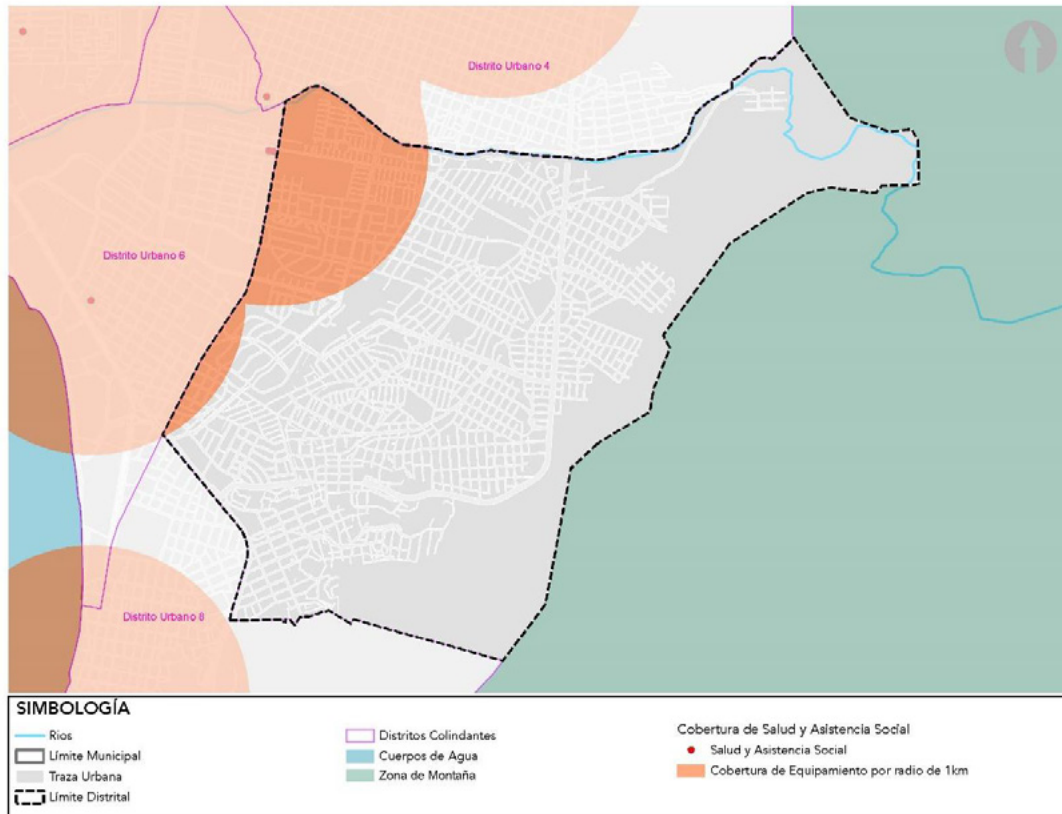 Distrito Urbano 4
Distrito Urbano 6
Distrito Urbano 8
SIMBOLOGÍA
Rios
Límite Municipal
Traza Urbana
Límite Distrital
Distritos Colindantes
Cuerpos de Agua
Zona de Montaña
Cobertura de Salud y Asistencia Social
Salud y Asistencia Social
Cobertura de Equipamiento por radio de 1km